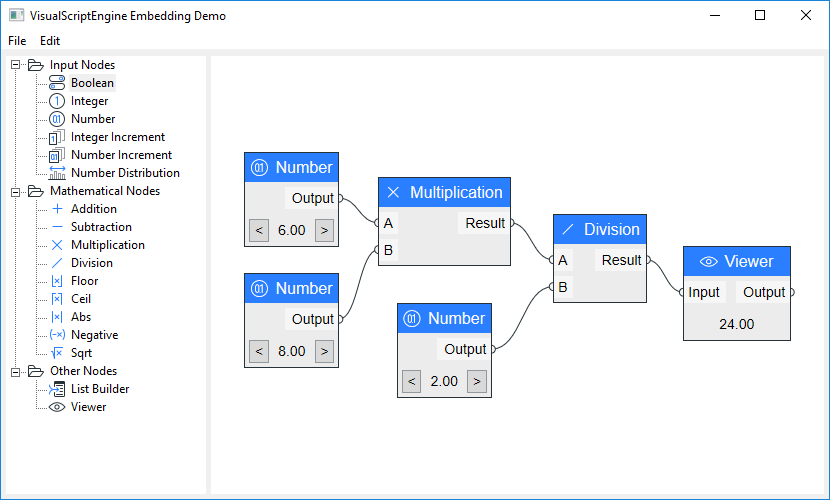 VisualScriptEngine Embedding Demo
File Edit
Input Nodes
Boolean
Integer
Number
Integer Increment
Number Increment
Number Distribution
Mathematical Nodes
Addition
Subtraction
Multiplication
Division
Floor
Ceil
Abs
Negative
Sqrt
Other Nodes
List Builder
Viewer
Number
Output
< 6.00 >
Number
Output
< 8.00 >
Multiplication
A Result
B
Number
Output
< 2.00 >
Division
A Result
B
Viewer
Input Output
24.00